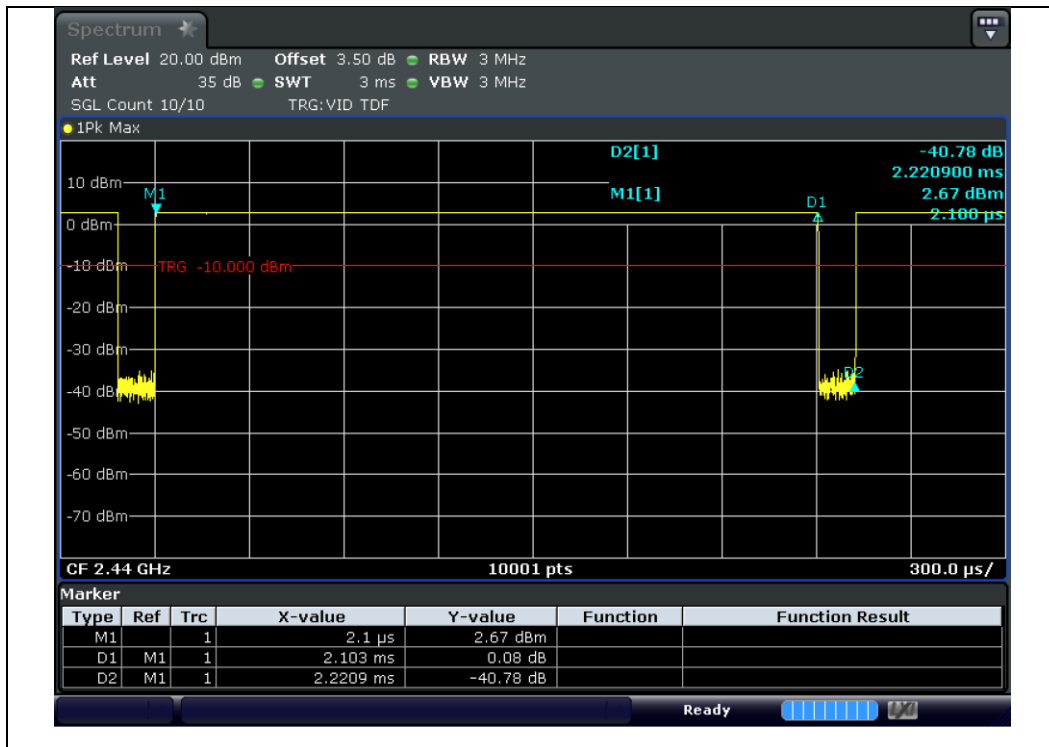 Spectrum
Ref Level 20.00 dBm Offset 3.50 dB RBW 3 MHz
Att 35 dB SWT 3 ms VBW 3 MHz
SGL Count 10/10 TRG:VID TDF
1Pk Max
D2[1] -40.78 dB
2.220900 ms
10 dBm
M1
M1[1] 2.67 dBm
D1
2.100 µs
0 dBm
-10 dBm
TRG -10.000 dBm
-20 dBm
-30 dBm
D2
-40 dBm
-50 dBm
-60 dBm
-70 dBm
CF 2.44 GHz 10001 pts 300.0 µs/
Marker
Type Ref Trc X-value Y-value Function Function Result
M1 1 2.1 µs 2.67 dBm
D1 M1 1 2.103 ms 0.08 dB
D2 M1 1 2.2209 ms -40.78 dB
Ready
LXI